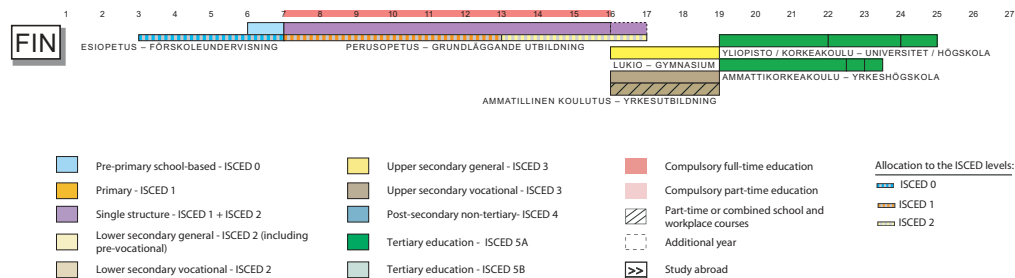 1 2 3 4 5 6 7 8 9 10 11 12 13 14 15 16 17 19 19 20 21 22 23 24 25 26 27
FIN
ESIOPETUS – FÖRSKOLEUNDERVISNING
PERUSOPETUS – GRUNDLÄGGANDE UTBILDNING
YLIOPISTO / KORKEAKOULU – UNIVERSITET / HÖGSKOLA
LUKIO – GYMNASIUM
AMMATTIKORKEAKOULU – YRKESHÖGSKOLA
AMMATILLINEN KOULUTUS – YRKESUTBILDNING
Pre-primary school-based - ISCED 0
Primary - ISCED 1
Single structure - ISCED 1 + ISCED 2
Lower secondary general - ISCED 2 (including
pre-vocational)
Lower secondary vocational - ISCED 2
Upper secondary general - ISCED 3
Upper secondary vocational - ISCED 3
Post-secondary non-tertiary- ISCED 4
Tertiary education - ISCED 5A
Tertiary education - ISCED 5B
Compulsory full-time education
Compulsory part-time education
Part-time or combined school and
workplace courses
Additional year
>> Study abroad
Allocation to the ISCED levels:
ISCED 0
ISCED 1
ISCED 2